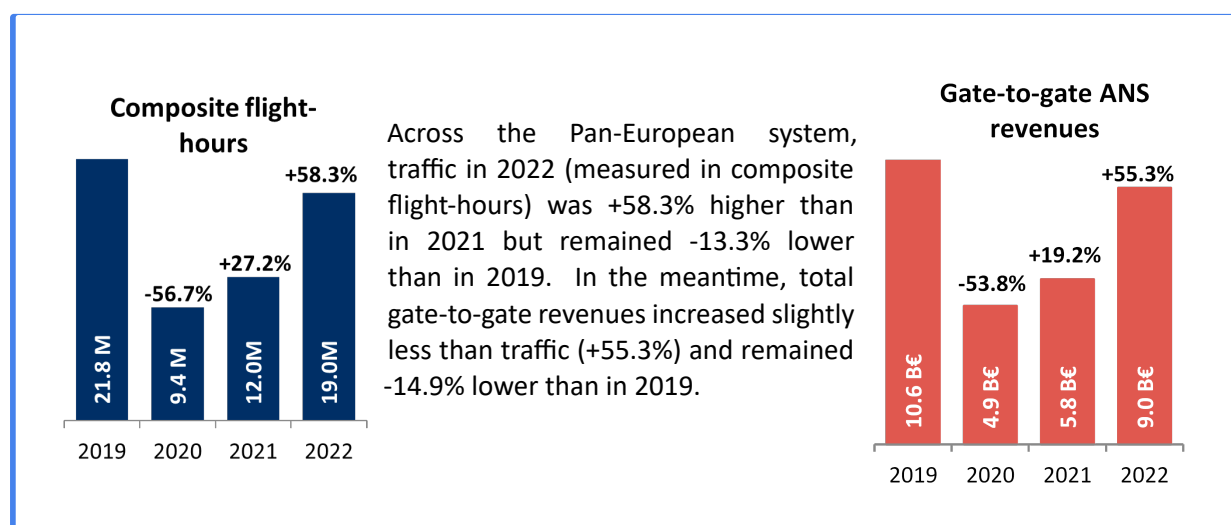 Composite flight-
hours
+58.3%
+27.2%
-56.7%
21.8 M
9.4 M
12.0M
19.0M
2019 2020 2021 2022
Across the Pan-European system,
traffic in 2022 (measured in composite
flight-hours) was +58.3% higher than
in 2021 but remained -13.3% lower
than in 2019. In the meantime, total
gate-to-gate revenues increased slightly
less than traffic (+55.3%) and remained
-14.9% lower than in 2019.
Gate-to-gate ANS
revenues
+55.3%
+19.2%
-53.8%
10.6 B€
4.9 B€
5.8 B€
9.0 B€
2019 2020 2021 2022